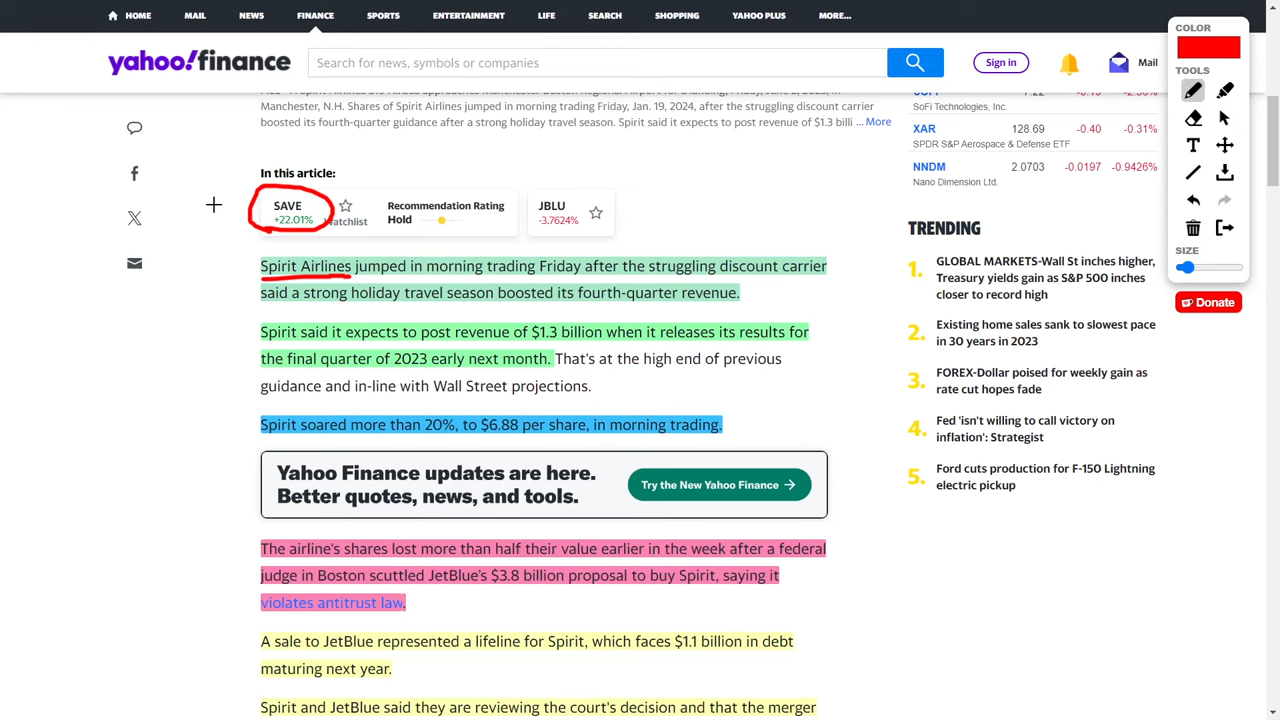 HOME MAIL NEWS FINANCE SPORTS ENTERTAINMENT LIFE SEARCH SHOPPING YAHOO PLUS MORE...
yahoo!finance
Search for news, symbols or companies
Sign in
Mail
Manchester, N.H. Shares of Spirit Airlines jumped in morning trading Friday, Jan. 19, 2024, after the struggling discount carrier
boosted its fourth-quarter guidance after a strong holiday travel season. Spirit said it expects to post revenue of $1.3 billi ...More
In this article:
SAVE
+22.01%
Watchlist
Recommendation Rating
Hold
JBLU
-3.7624%
Spirit Airlines jumped in morning trading Friday after the struggling discount carrier
said a strong holiday travel season boosted its fourth-quarter revenue.
Spirit said it expects to post revenue of $1.3 billion when it releases its results for
the final quarter of 2023 early next month. That's at the high end of previous
guidance and in-line with Wall Street projections.
Spirit soared more than 20%, to $6.88 per share, in morning trading.
Yahoo Finance updates are here.
Better quotes, news, and tools.
Try the New Yahoo Finance
The airline's shares lost more than half their value earlier in the week after a federal
judge in Boston scuttled JetBlue's $3.8 billion proposal to buy Spirit, saying it
violates antitrust law.
A sale to JetBlue represented a lifeline for Spirit, which faces $1.1 billion in debt
maturing next year.
Spirit and JetBlue said they are reviewing the court's decision and that the merger
SoFi Technologies, Inc.
XAR 128.69 -0.40 -0.31%
SPDR S&P Aerospace & Defense ETF
NNDM 2.0703 -0.0197 -0.9426%
Nano Dimension Ltd.
TRENDING
1. GLOBAL MARKETS-Wall St inches higher,
Treasury yields gain as S&P 500 inches
closer to record high
2. Existing home sales sank to slowest pace
in 30 years in 2023
3. FOREX-Dollar poised for weekly gain as
rate cut hopes fade
4. Fed 'isn't willing to call victory on
inflation': Strategist
5. Ford cuts production for F-150 Lightning
electric pickup
COLOR
TOOLS
T
SIZE
Donate